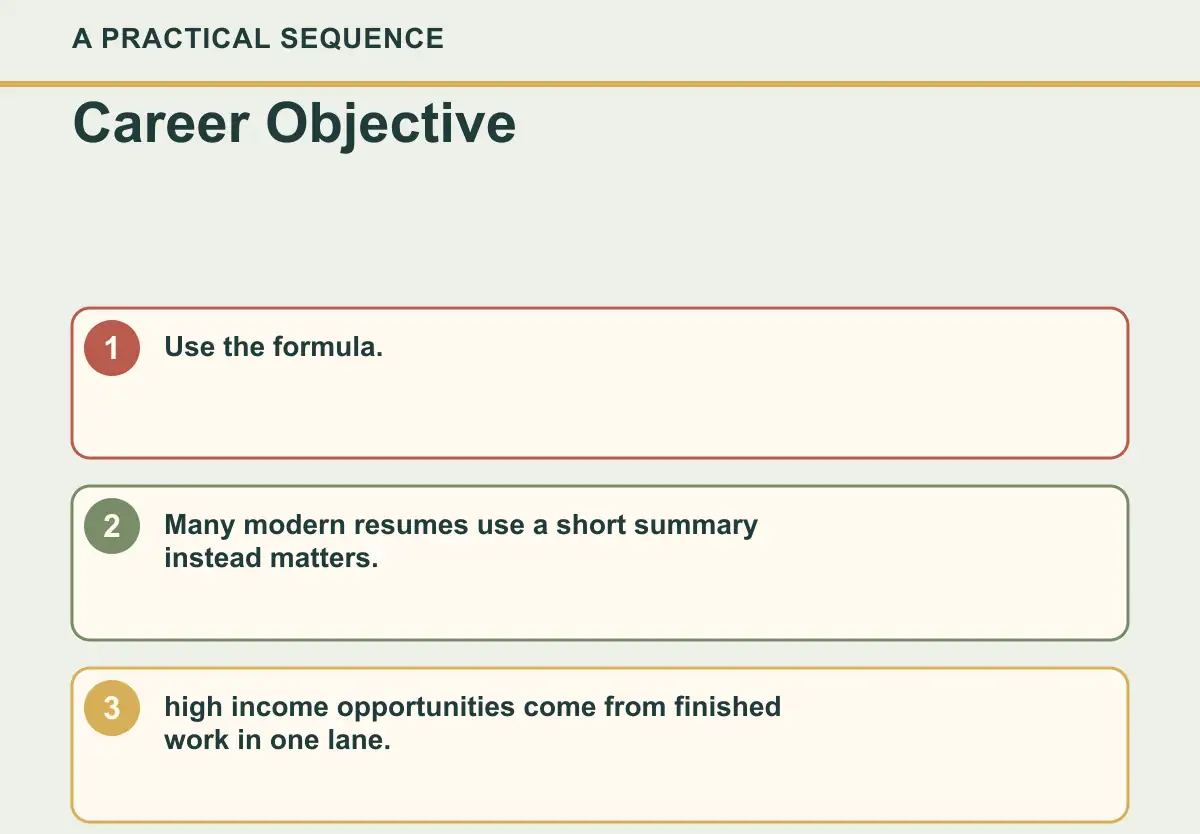 A PRACTICAL SEQUENCE
Career Objective
1
Use the formula.
2
Many modern resumes use a short summary
instead matters.
3
high income opportunities come from finished
work in one lane.